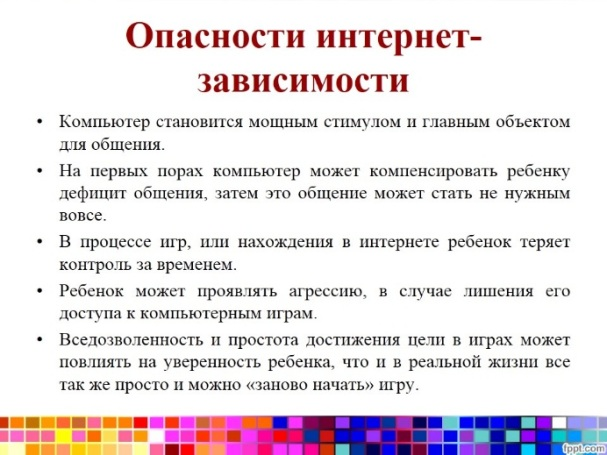 Опасности интернет-
зависимости
• Компьютер становится мощным стимулом и главным объектом
для общения.
• На первых порах компьютер может компенсировать ребенку
дефицит общения, затем это общение может стать не нужным
вовсе.
• В процессе игр, или нахождения в интернете ребенок теряет
контроль за временем.
• Ребенок может проявлять агрессию, в случае лишения его
доступа к компьютерным играм.
• Вседозволенность и простота достижения цели в играх может
повлиять на уверенность ребенка, что и в реальной жизни все
так же просто и можно «заново начать» игру.
fppt.com